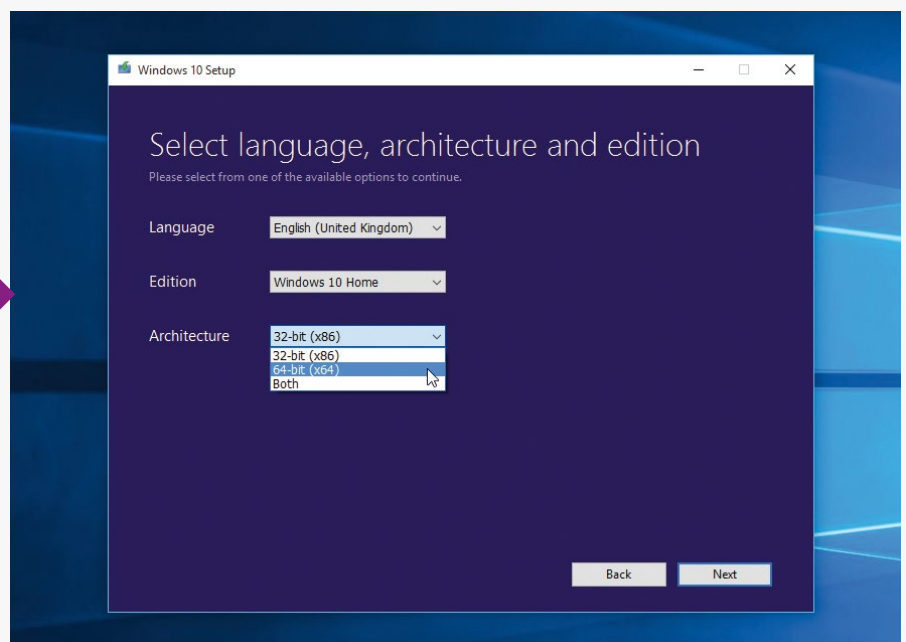 Windows 10 Setup
Select language, architecture and edition
Please select from one of the available options to continue.
Language
English (United Kingdom)
Edition
Windows 10 Home
Architecture
32-bit (x86)
32-bit (x86)
64-bit (x64)
Both
Back
Next